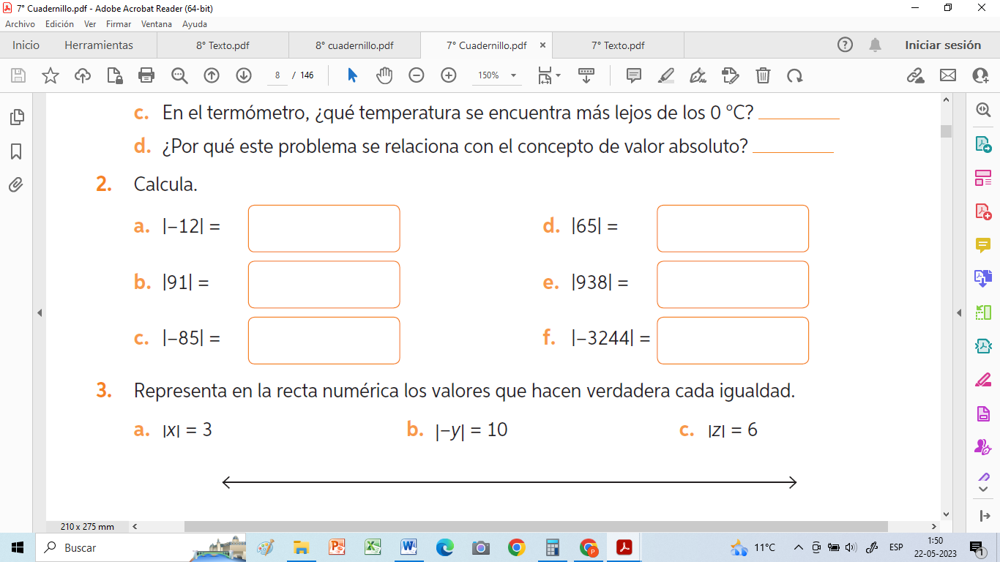 7° Cuadernillo.pdf - Adobe Acrobat Reader (64-bit)
Archivo Edición Ver Firmar Ventana Ayuda
Inicio Herramientas 8° Texto.pdf 8° cuadernillo.pdf 7° Cuadernillo.pdf × 7° Texto.pdf Iniciar sesión
8 / 146 150%
c. En el termómetro, ¿qué temperatura se encuentra más lejos de los 0 °C?
d. ¿Por qué este problema se relaciona con el concepto de valor absoluto?
2. Calcula.
a. |–12| = d. |65| =
b. |91| = e. |938| =
c. |–85| = f. |–3244| =
3. Representa en la recta numérica los valores que hacen verdadera cada igualdad.
a. |x| = 3 b. |–y| = 10 c. |z| = 6
210 x 275 mm
Buscar 11°C ESP 1:50
22-05-2023 1